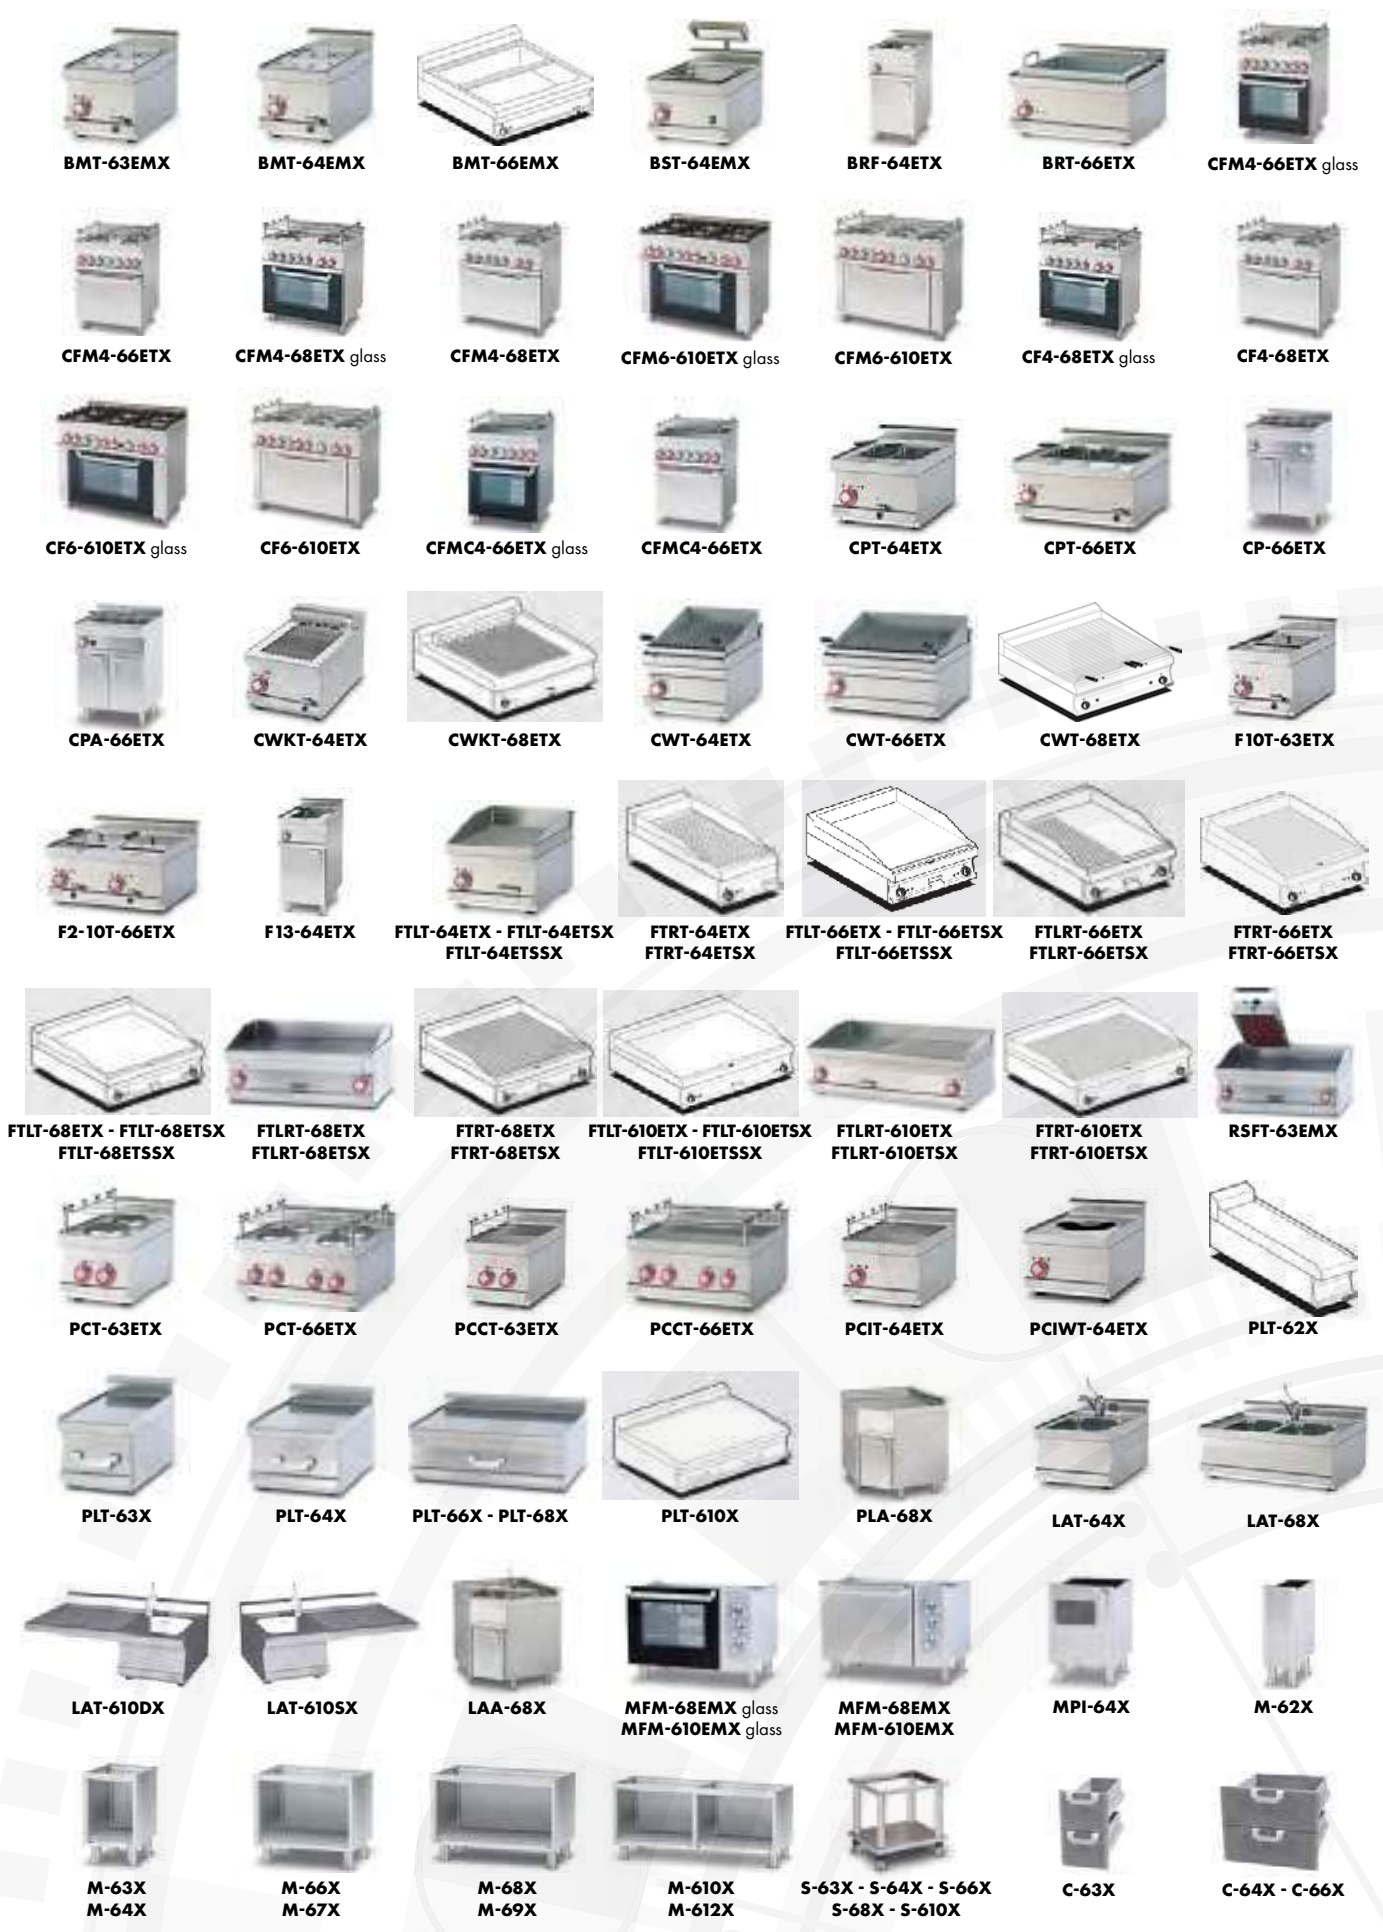 BMT-63EMX
BMT-64EMX
BMT-66EMX
BST-64EMX
BRF-64ETX
BRT-66ETX
CFM4-66ETX glass
CFM4-66ETX
CFM4-68ETX glass
CFM4-68ETX
CFM6-610ETX glass
CFM6-610ETX
CF4-68ETX glass
CF4-68ETX
CF6-610ETX glass
CF6-610ETX
CFMC4-66ETX glass
CFMC4-66ETX
CPT-64ETX
CPT-66ETX
CP-66ETX
CPA-66ETX
CWKT-64ETX
CWKT-68ETX
CWT-64ETX
CWT-66ETX
CWT-68ETX
F10T-63ETX
F2-10T-66ETX
F13-64ETX
FTLT-64ETX - FTLT-64ETSX
FTLT-64ETSSX
FTRT-64ETX
FTRT-64ETSX
FTLT-66ETX - FTLT-66ETSX
FTLT-66ETSSX
FTLRT-66ETX
FTLRT-66ETSX
FTRT-66ETX
FTRT-66ETSX
FTLT-68ETX - FTLT-68ETSX
FTLT-68ETSSX
FTLRT-68ETX
FTLRT-68ETSX
FTRT-68ETX
FTRT-68ETSX
FTLT-610ETX - FTLT-610ETSX
FTLT-610ETSSX
FTLRT-610ETX
FTLRT-610ETSX
FTRT-610ETX
FTRT-610ETSX
RSFT-63EMX
PCT-63ETX
PCT-66ETX
PCCT-63ETX
PCCT-66ETX
PCIT-64ETX
PCIWT-64ETX
PLT-62X
PLT-63X
PLT-64X
PLT-66X - PLT-68X
PLT-610X
PLA-68X
LAT-64X
LAT-68X
LAT-610DX
LAT-610SX
LAA-68X
MFM-68EMX glass
MFM-610EMX glass
MFM-68EMX
MFM-610EMX
MPI-64X
M-62X
M-63X
M-64X
M-66X
M-67X
M-68X
M-69X
M-610X
M-612X
S-63X - S-64X - S-66X
S-68X - S-610X
C-63X
C-64X - C-66X